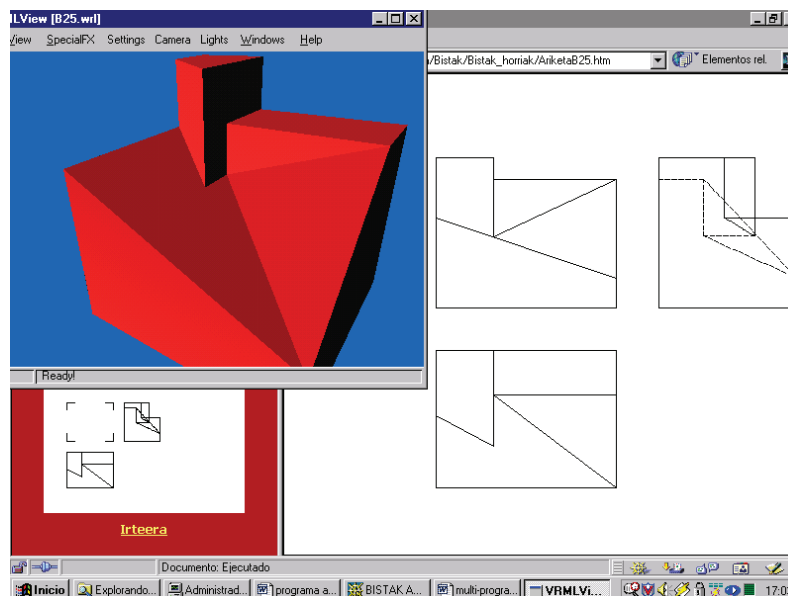 LView [B25.wrl]
View SpecialFX Settings Camera Lights Windows Help
/Bistak/Bistak_horriak/AriketaB25.htm
Elementos rel.
Ready!
Irteera
Documento: Ejecutado
Inicio Explorando... Administrad... programa a... BISTAK A... multi-progra... VRMLVi... 17:03